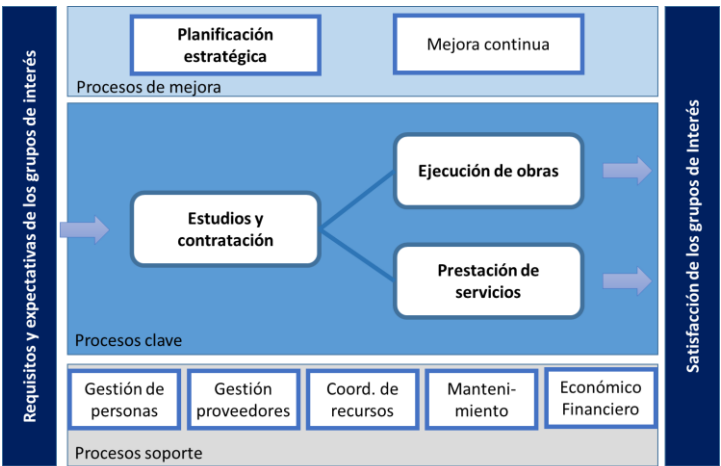 Requisitos y expectativas de los grupos de interés
Planificación
estratégica
Mejora continua
Procesos de mejora
Estudios y
contratación
Ejecución de obras
Prestación de
servicios
Procesos clave
Gestión de
personas
Gestión
proveedores
Coord. de
recursos
Manteni-
miento
Económico
Financiero
Procesos soporte
Satisfacción de los grupos de Interés